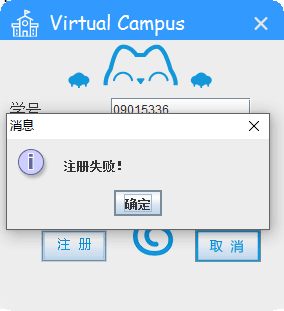 Virtual Campus
学号 09015336
消息
注册失败！
确定
注 册 取 消